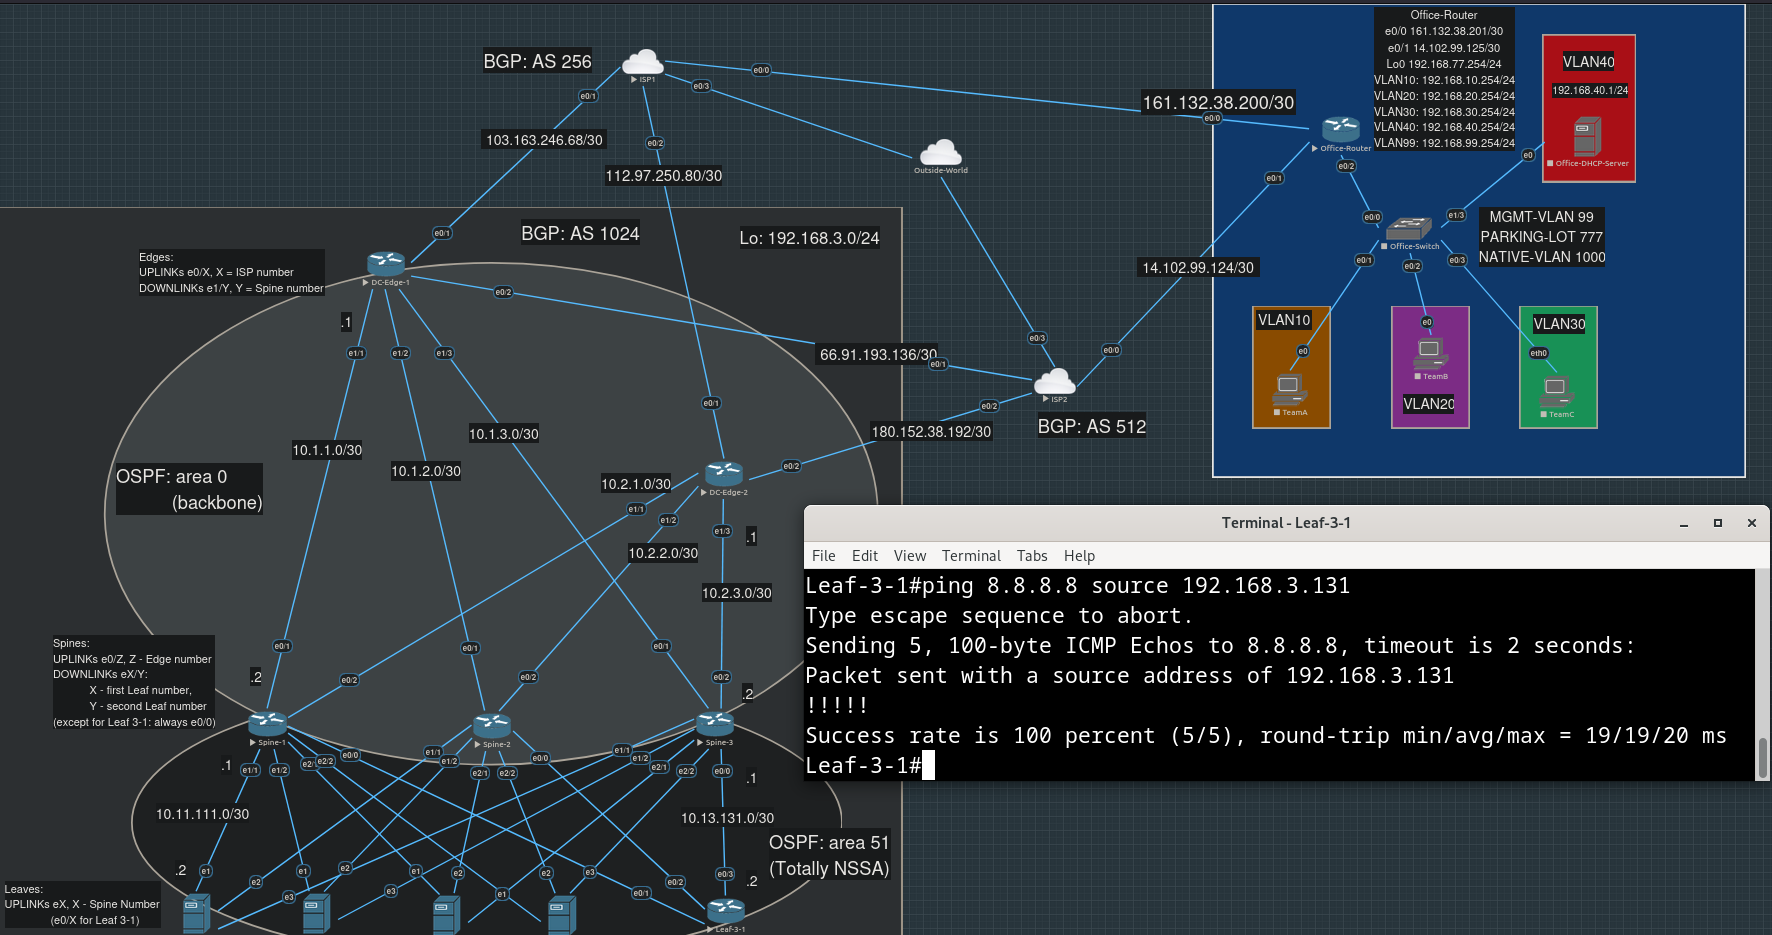 BGP: AS 256
ISP1
e0/0
e0/3
e0/1
e0/2
103.163.246.68/30
112.97.250.80/30
161.132.38.200/30
e0/0
Outside-World
Office-Router
e0/0 161.132.38.201/30
e0/1 14.102.99.125/30
Lo0 192.168.77.254/24
VLAN10: 192.168.10.254/24
VLAN20: 192.168.20.254/24
VLAN30: 192.168.30.254/24
VLAN40: 192.168.40.254/24
VLAN99: 192.168.99.254/24
VLAN40
192.168.40.1/24
Office-DHCP-Server
Office-Router
e0
e0/2
e0/1
e0/0
e1/3
Office-Switch
MGMT-VLAN 99
PARKING-LOT 777
NATIVE-VLAN 1000
e0/1
e0/2
e0/3
14.102.99.124/30
VLAN10
e0
TeamA
e0
TeamB
VLAN20
VLAN30
eth0
TeamC
BGP: AS 1024
Lo: 192.168.3.0/24
e0/1
Edges:
UPLINKs e0/X, X = ISP number
DOWNLINKs e1/Y, Y = Spine number
DC-Edge-1
e0/2
.1
e1/1
e1/2
e1/3
66.91.193.136/30
e0/1
e0/3
e0/0
ISP2
e0/2
BGP: AS 512
180.152.38.192/30
e0/1
e0/2
DC-Edge-2
10.1.1.0/30
10.1.2.0/30
10.1.3.0/30
OSPF: area 0
(backbone)
10.2.1.0/30
e1/1
e1/2
e1/3
.1
10.2.2.0/30
10.2.3.0/30
Spines:
UPLINKs e0/Z, Z - Edge number
DOWNLINKs eX/Y:
X - first Leaf number,
Y - second Leaf number
(except for Leaf 3-1: always e0/0)
e0/1
e0/1
e0/1
.2
e0/2
e0/2
e0/2
.2
Spine-1
Spine-2
Spine-3
.1
e1/1
e1/2
e2/1
e2/2
e0/0
e1/1
e1/2
e2/1
e2/2
e0/0
e1/1
e1/2
e2/1
e2/2
e0/0
.1
10.11.111.0/30
10.13.131.0/30
OSPF: area 51
(Totally NSSA)
.2
e1
e2
e3
e1
e2
e3
e1
e2
e1
e2
e3
e0/1
e0/2
e0/3
.2
Leaves:
UPLINKs eX, X - Spine Number
(e0/X for Leaf 3-1)
Leaf-3-1
Terminal - Leaf-3-1
File Edit View Terminal Tabs Help
Leaf-3-1#ping 8.8.8.8 source 192.168.3.131
Type escape sequence to abort.
Sending 5, 100-byte ICMP Echos to 8.8.8.8, timeout is 2 seconds:
Packet sent with a source address of 192.168.3.131
!!!!!
Success rate is 100 percent (5/5), round-trip min/avg/max = 19/19/20 ms
Leaf-3-1#